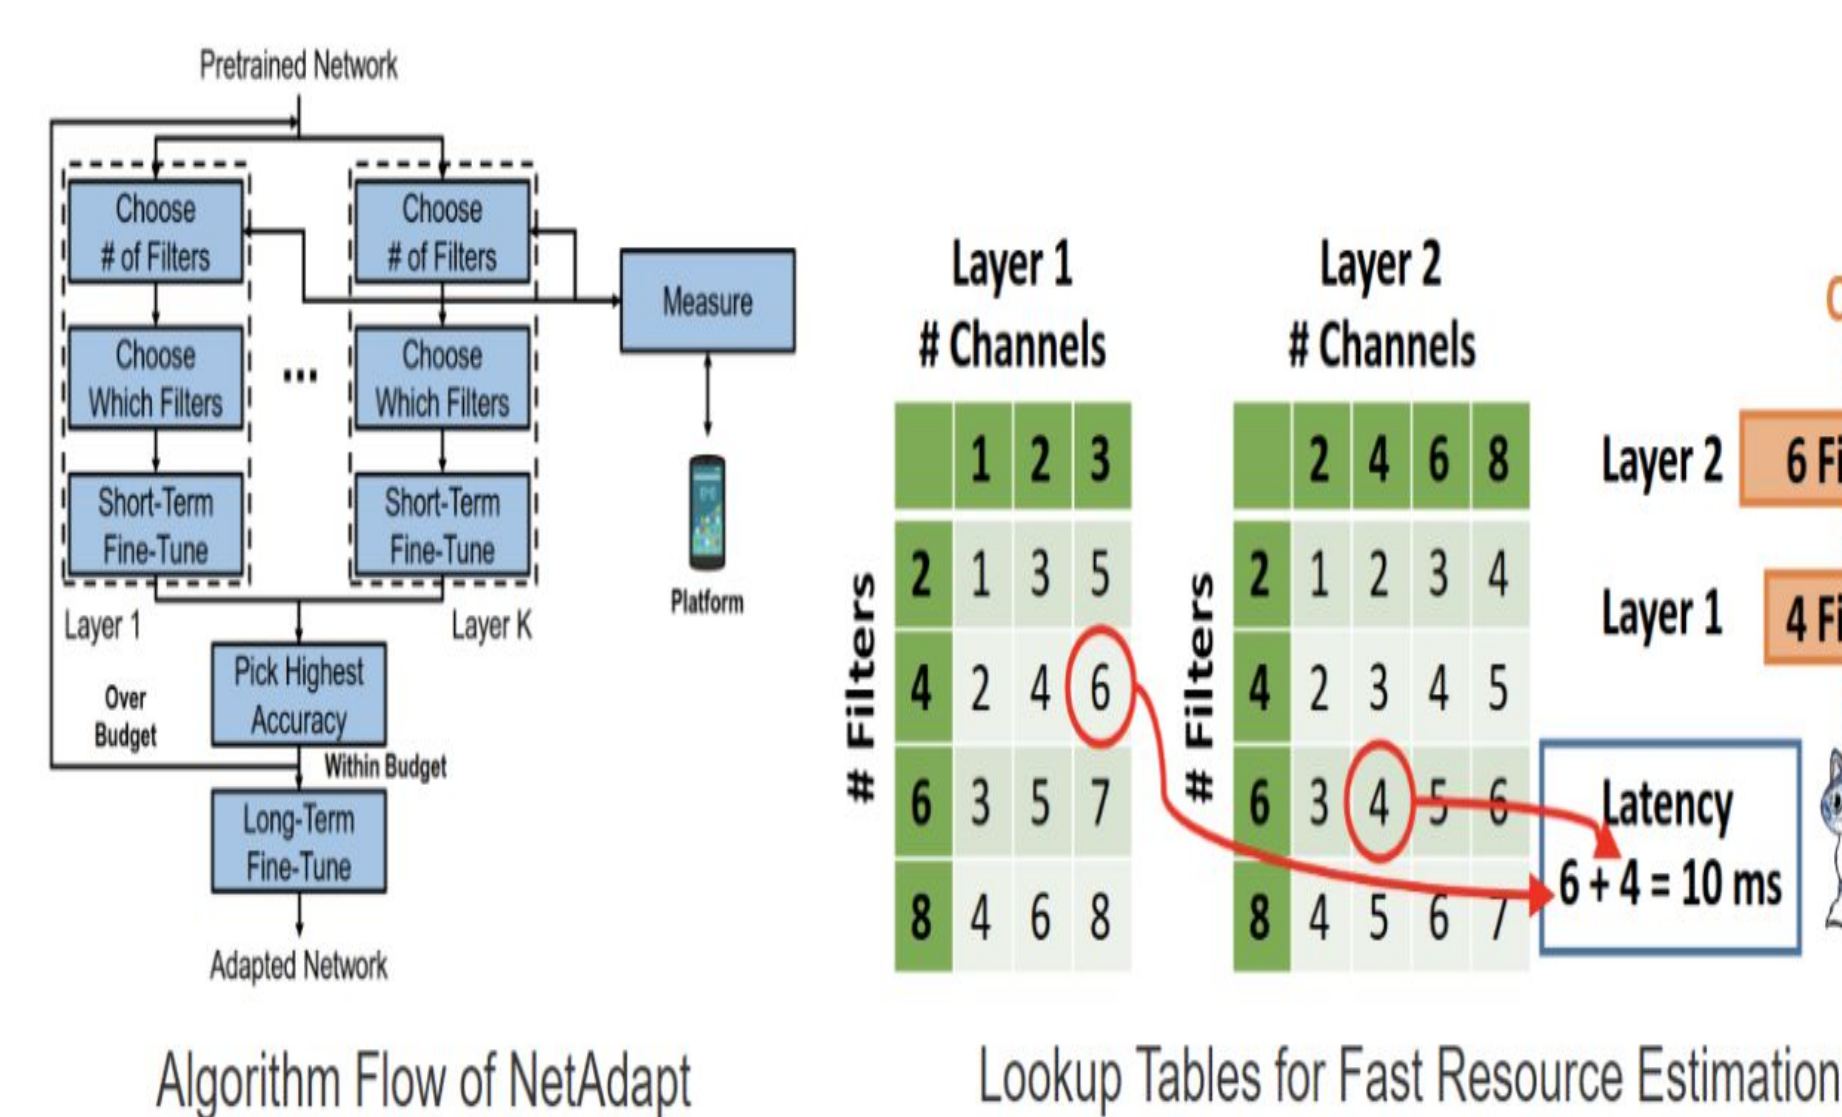 Pretrained Network
Choose
# of Filters
Choose
Which Filters
Short-Term
Fine-Tune
Layer 1
...
Choose
# of Filters
Choose
Which Filters
Short-Term
Fine-Tune
Layer K
Measure
Platform
Pick Highest
Accuracy
Over
Budget
Within Budget
Long-Term
Fine-Tune
Adapted Network
Algorithm Flow of NetAdapt
Layer 1
# Channels
# Filters
1 2 3
2 1 3 5
4 2 4 6
6 3 5 7
8 4 6 8
Layer 2
# Channels
# Filters
2 4 6 8
2 1 2 3 4
4 2 3 4 5
6 3 4 5 6
8 4 5 6 7
Layer 2
6 Fi
Layer 1
4 Fi
Latency
6 + 4 = 10 ms
Lookup Tables for Fast Resource Estimation